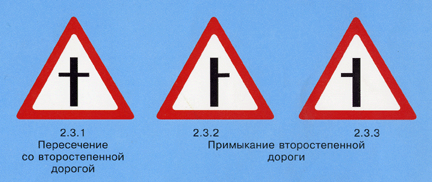 2.3.1
Пересечение
со второстепенной
дорогой
2.3.2
2.3.3
Примыкание второстепенной
дороги